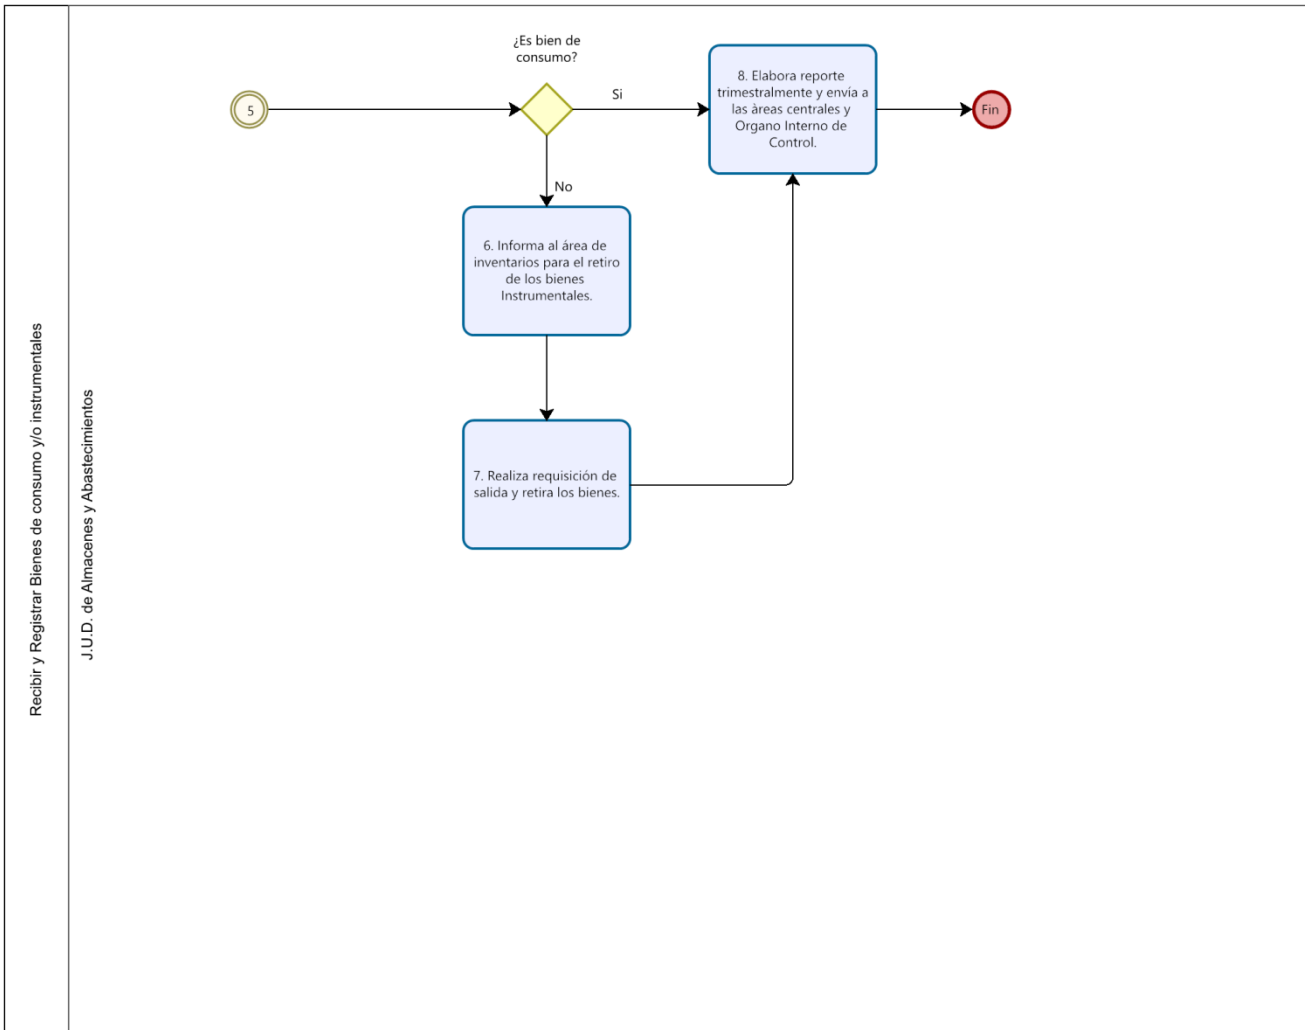 Recibir y Registrar Bienes de consumo y/o instrumentales
J.U.D. de Almacenes y Abastecimientos
5
¿Es bien de
consumo?
Si
No
8. Elabora reporte
trimestralmente y envía a
las àreas centrales y
Organo Interno de
Control.
Fin
6. Informa al área de
inventarios para el retiro
de los bienes
Instrumentales.
7. Realiza requisición de
salida y retira los bienes.